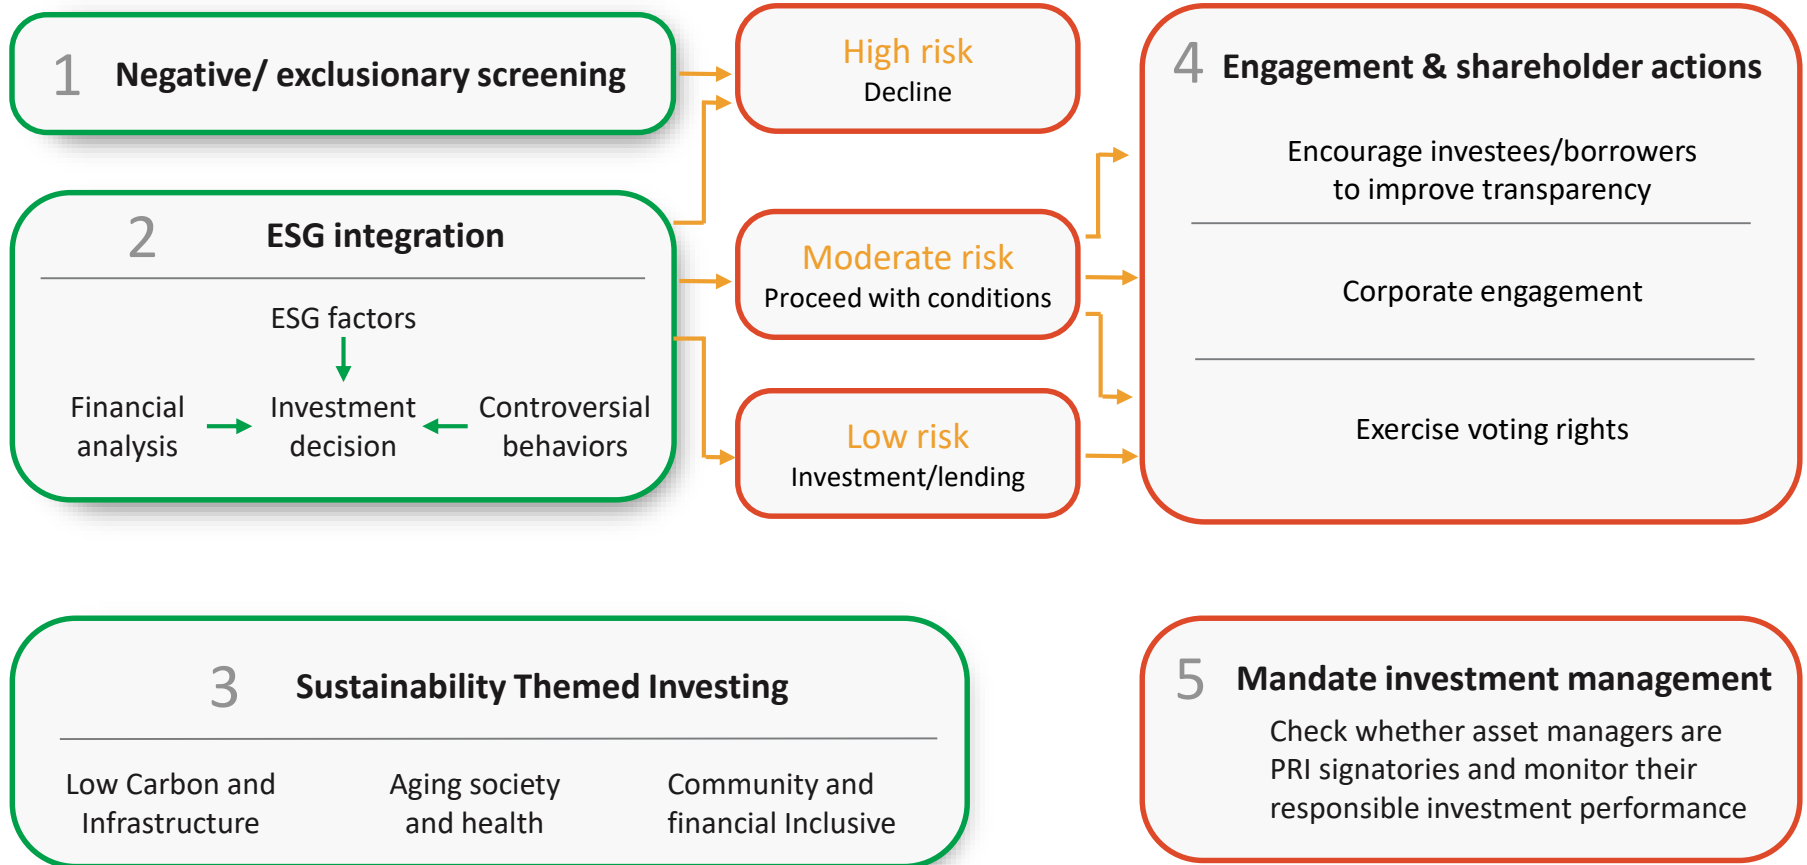 1 Negative/ exclusionary screening
High risk
Decline
2 ESG integration
ESG factors
Financial
analysis
Investment
decision
Controversial
behaviors
Moderate risk
Proceed with conditions
Low risk
Investment/lending
4 Engagement & shareholder actions
Encourage investees/borrowers
to improve transparency
Corporate engagement
Exercise voting rights
3 Sustainability Themed Investing
Low Carbon and
Infrastructure
Aging society
and health
Community and
financial Inclusive
5 Mandate investment management
Check whether asset managers are
PRI signatories and monitor their
responsible investment performance